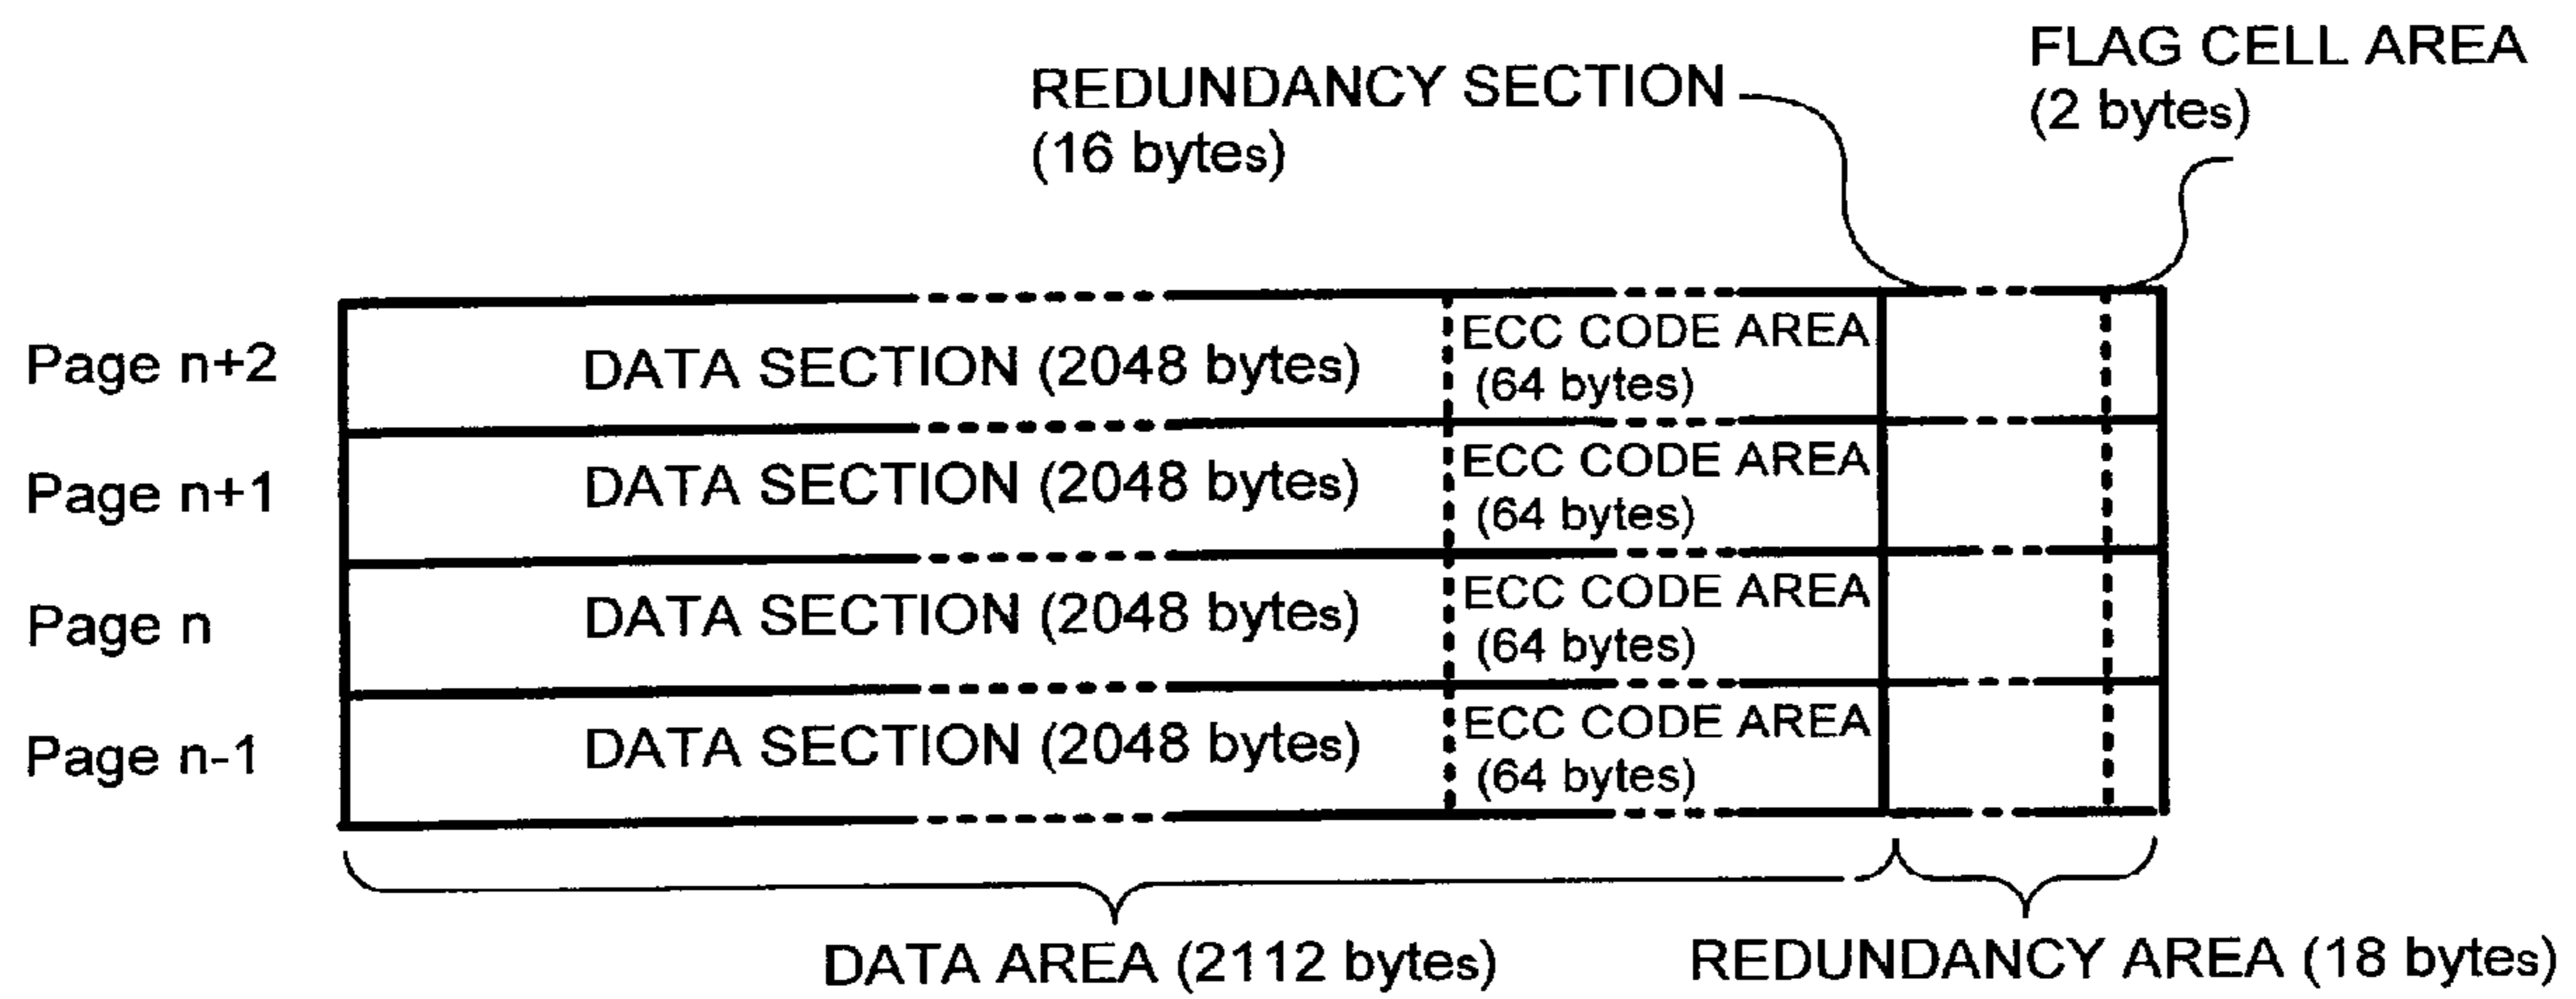 FLAG CELL AREA
(2 bytes)
REDUNDANCY SECTION
(16 bytes)
Page n+2
DATA SECTION (2048 bytes)
ECC CODE AREA
(64 bytes)
Page n+1
DATA SECTION (2048 bytes)
ECC CODE AREA
(64 bytes)
Page n
DATA SECTION (2048 bytes)
ECC CODE AREA
(64 bytes)
Page n-1
DATA SECTION (2048 bytes)
ECC CODE AREA
(64 bytes)
DATA AREA (2112 bytes)
REDUNDANCY AREA (18 bytes)